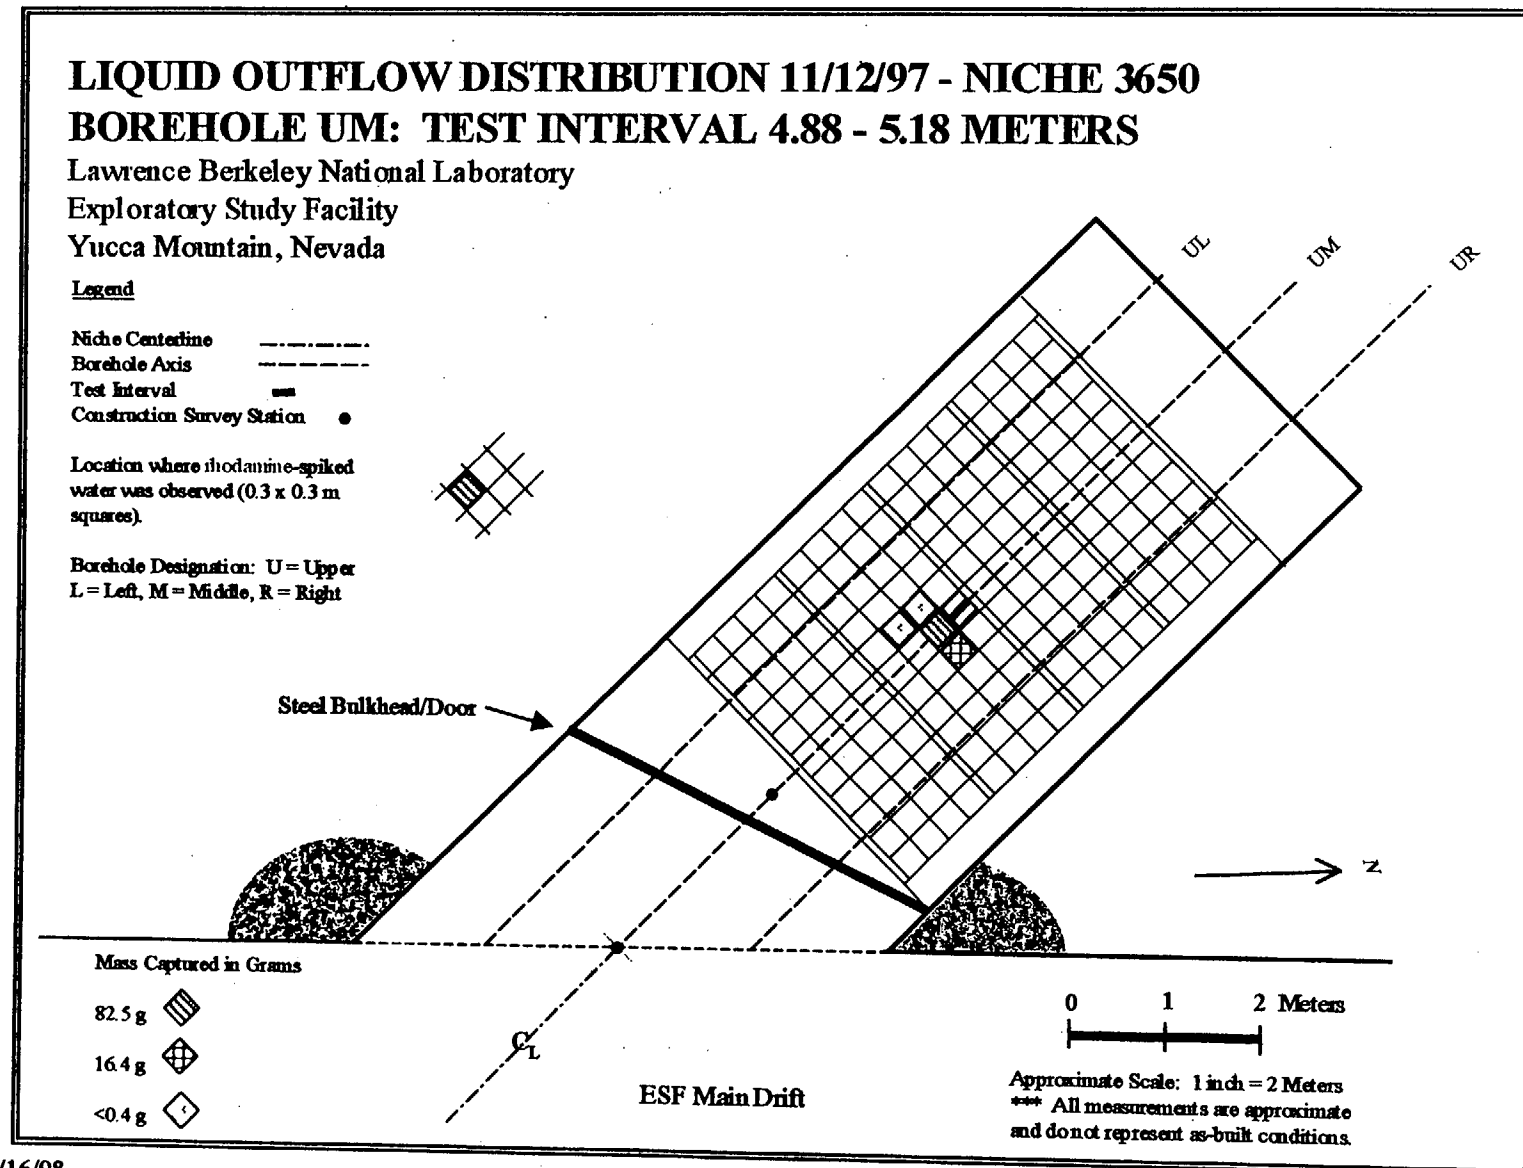 LIQUID OUTFLOW DISTRIBUTION 11/12/97 - NICHE 3650
BOREHOLE UM: TEST INTERVAL 4.88 - 5.18 METERS
Lawrence Berkeley National Laboratory
Exploratory Study Facility
Yucca Mountain, Nevada
Legend
Niche Centerline
Borehole Axis
Test Interval
Construction Survey Station
Location where rhodamine-spiked
water was observed (0.3 x 0.3 m
squares).
Borehole Designation: U = Upper
L = Left, M = Middle, R = Right
UL
UM
UR
Steel Bulkhead/Door
N
Mass Captured in Grams
82.5 g
16.4 g
<0.4 g
CL
ESF Main Drift
0 1 2 Meters
Approximate Scale: 1 inch = 2 Meters
*** All measurements are approximate
and do not represent as-built conditions.